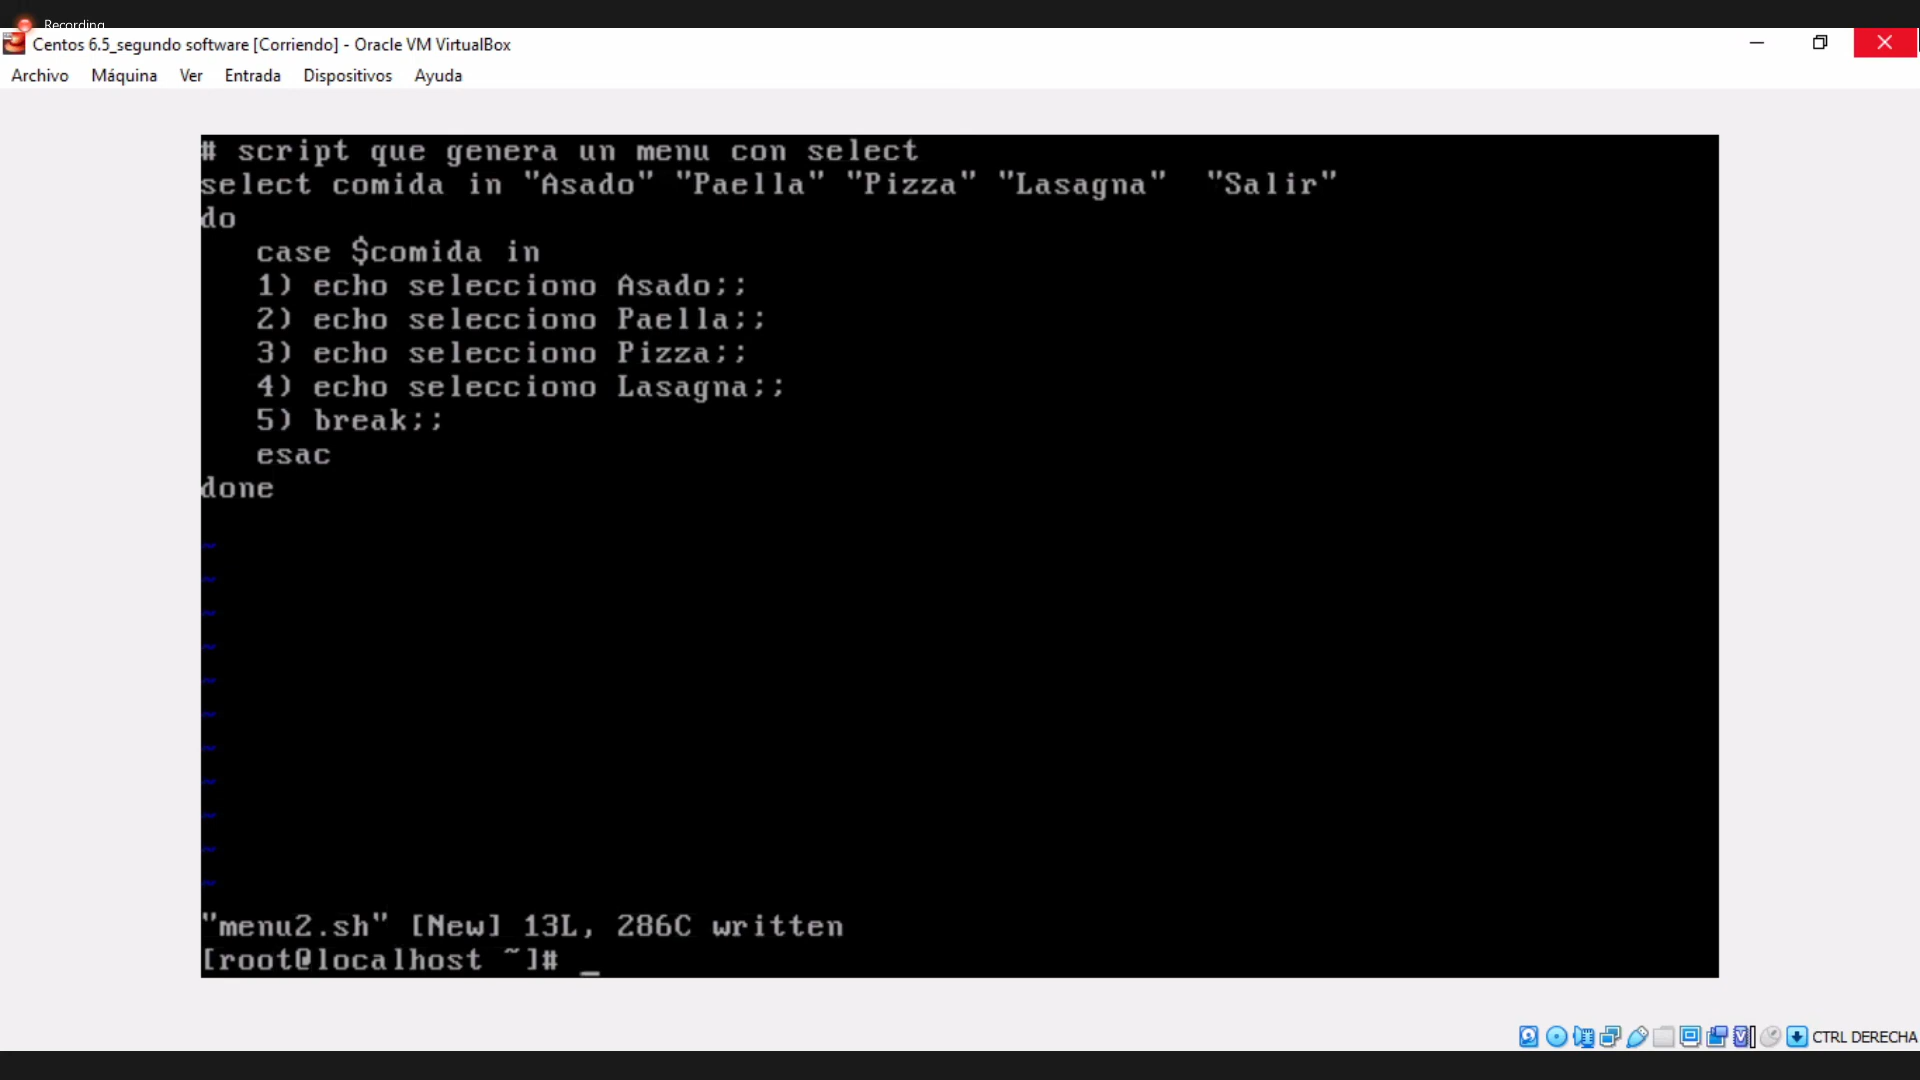 Recording
Centos 6.5_segundo software [Corriendo] - Oracle VM VirtualBox
Archivo Máquina Ver Entrada Dispositivos Ayuda
# script que genera un menu con select
select comida in "Asado" "Paella" "Pizza" "Lasagna"  "Salir"
do
   case $comida in
   1) echo selecciono Asado;;
   2) echo selecciono Paella;;
   3) echo selecciono Pizza;;
   4) echo selecciono Lasagna;;
   5) break;;
   esac
done
~
~
~
~
~
~
~
~
~
~
~
"menu2.sh" [New] 13L, 286C written
[root@localhost ~]# _
CTRL DERECHA